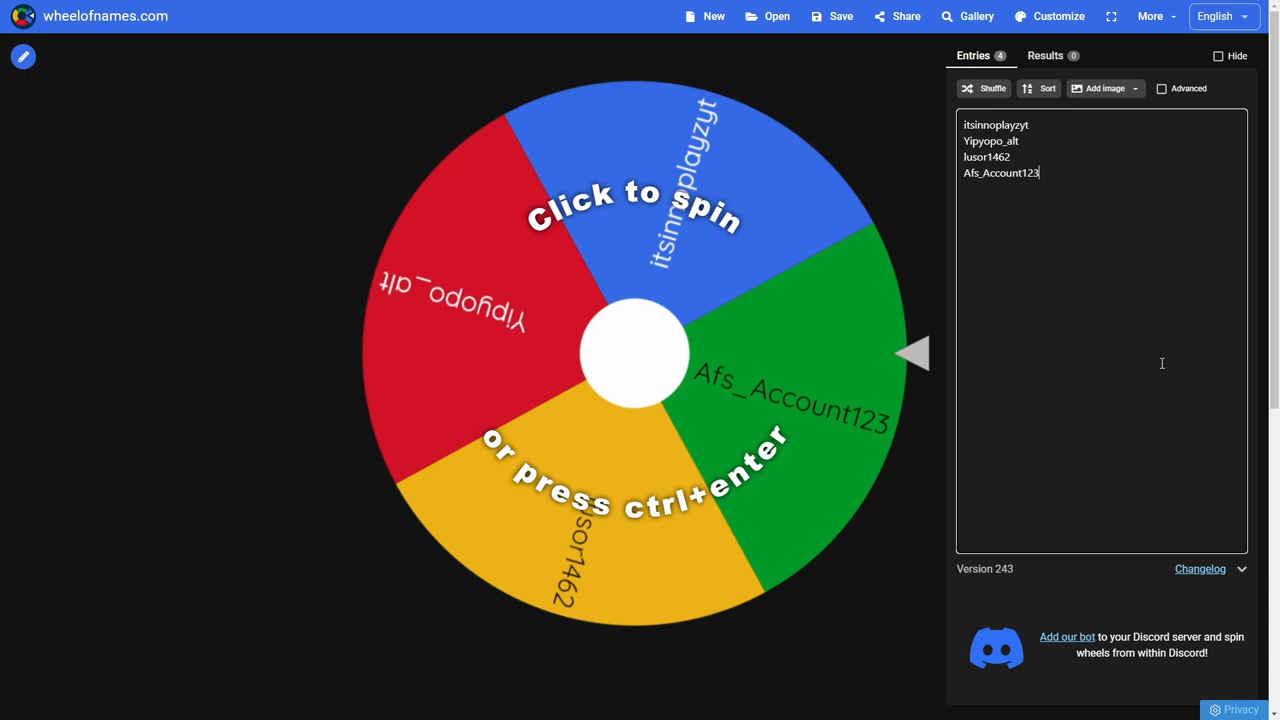 wheelofnames.com
New
Open
Save
Share
Gallery
Customize
More
English
Entries 4
Results 0
Hide
Shuffle
Sort
Add image
Advanced
itsinnoplayzyt
Yipyopo_alt
lusor1462
Afs_Account123
Click to spin
or press ctrl+enter
itsinnoplayzyt
Yipyopo_alt
Afs_Account123
lusor1462
Version 243
Changelog
Add our bot to your Discord server and spin
wheels from within Discord!
Privacy